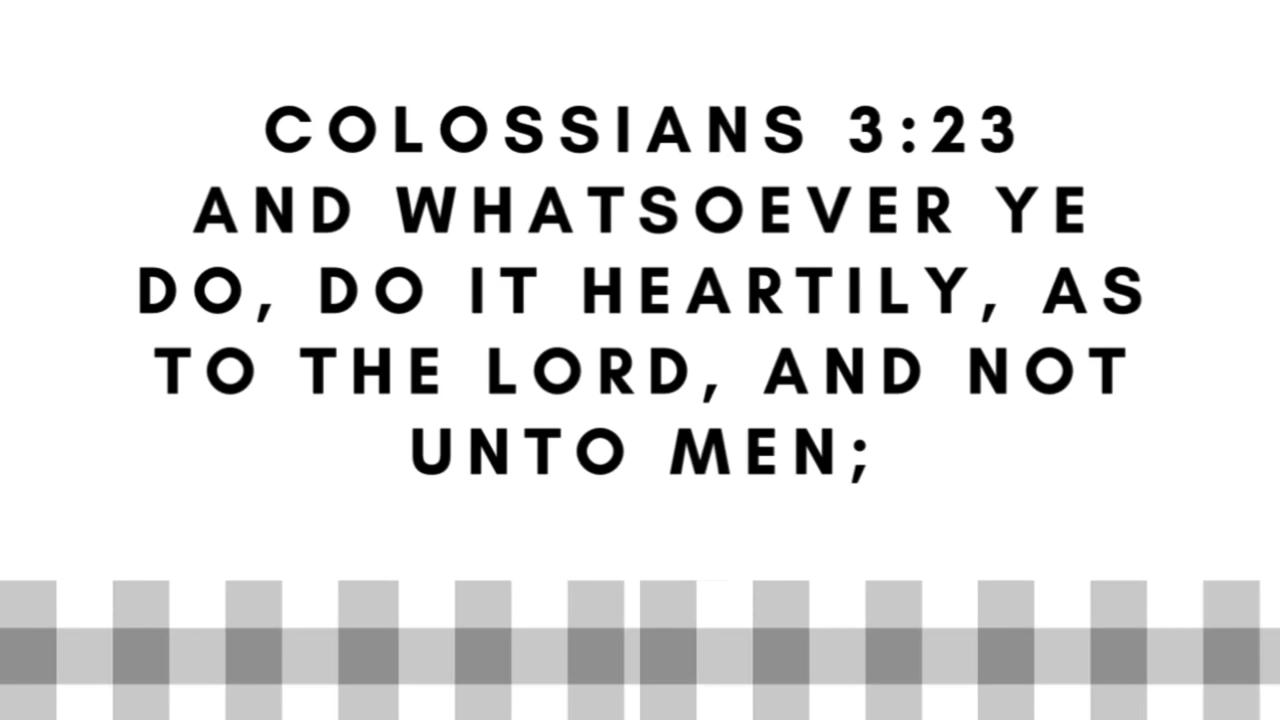 COLOSSIANS 3:23
AND WHATSOEVER YE
DO, DO IT HEARTILY, AS
TO THE LORD, AND NOT
UNTO MEN;